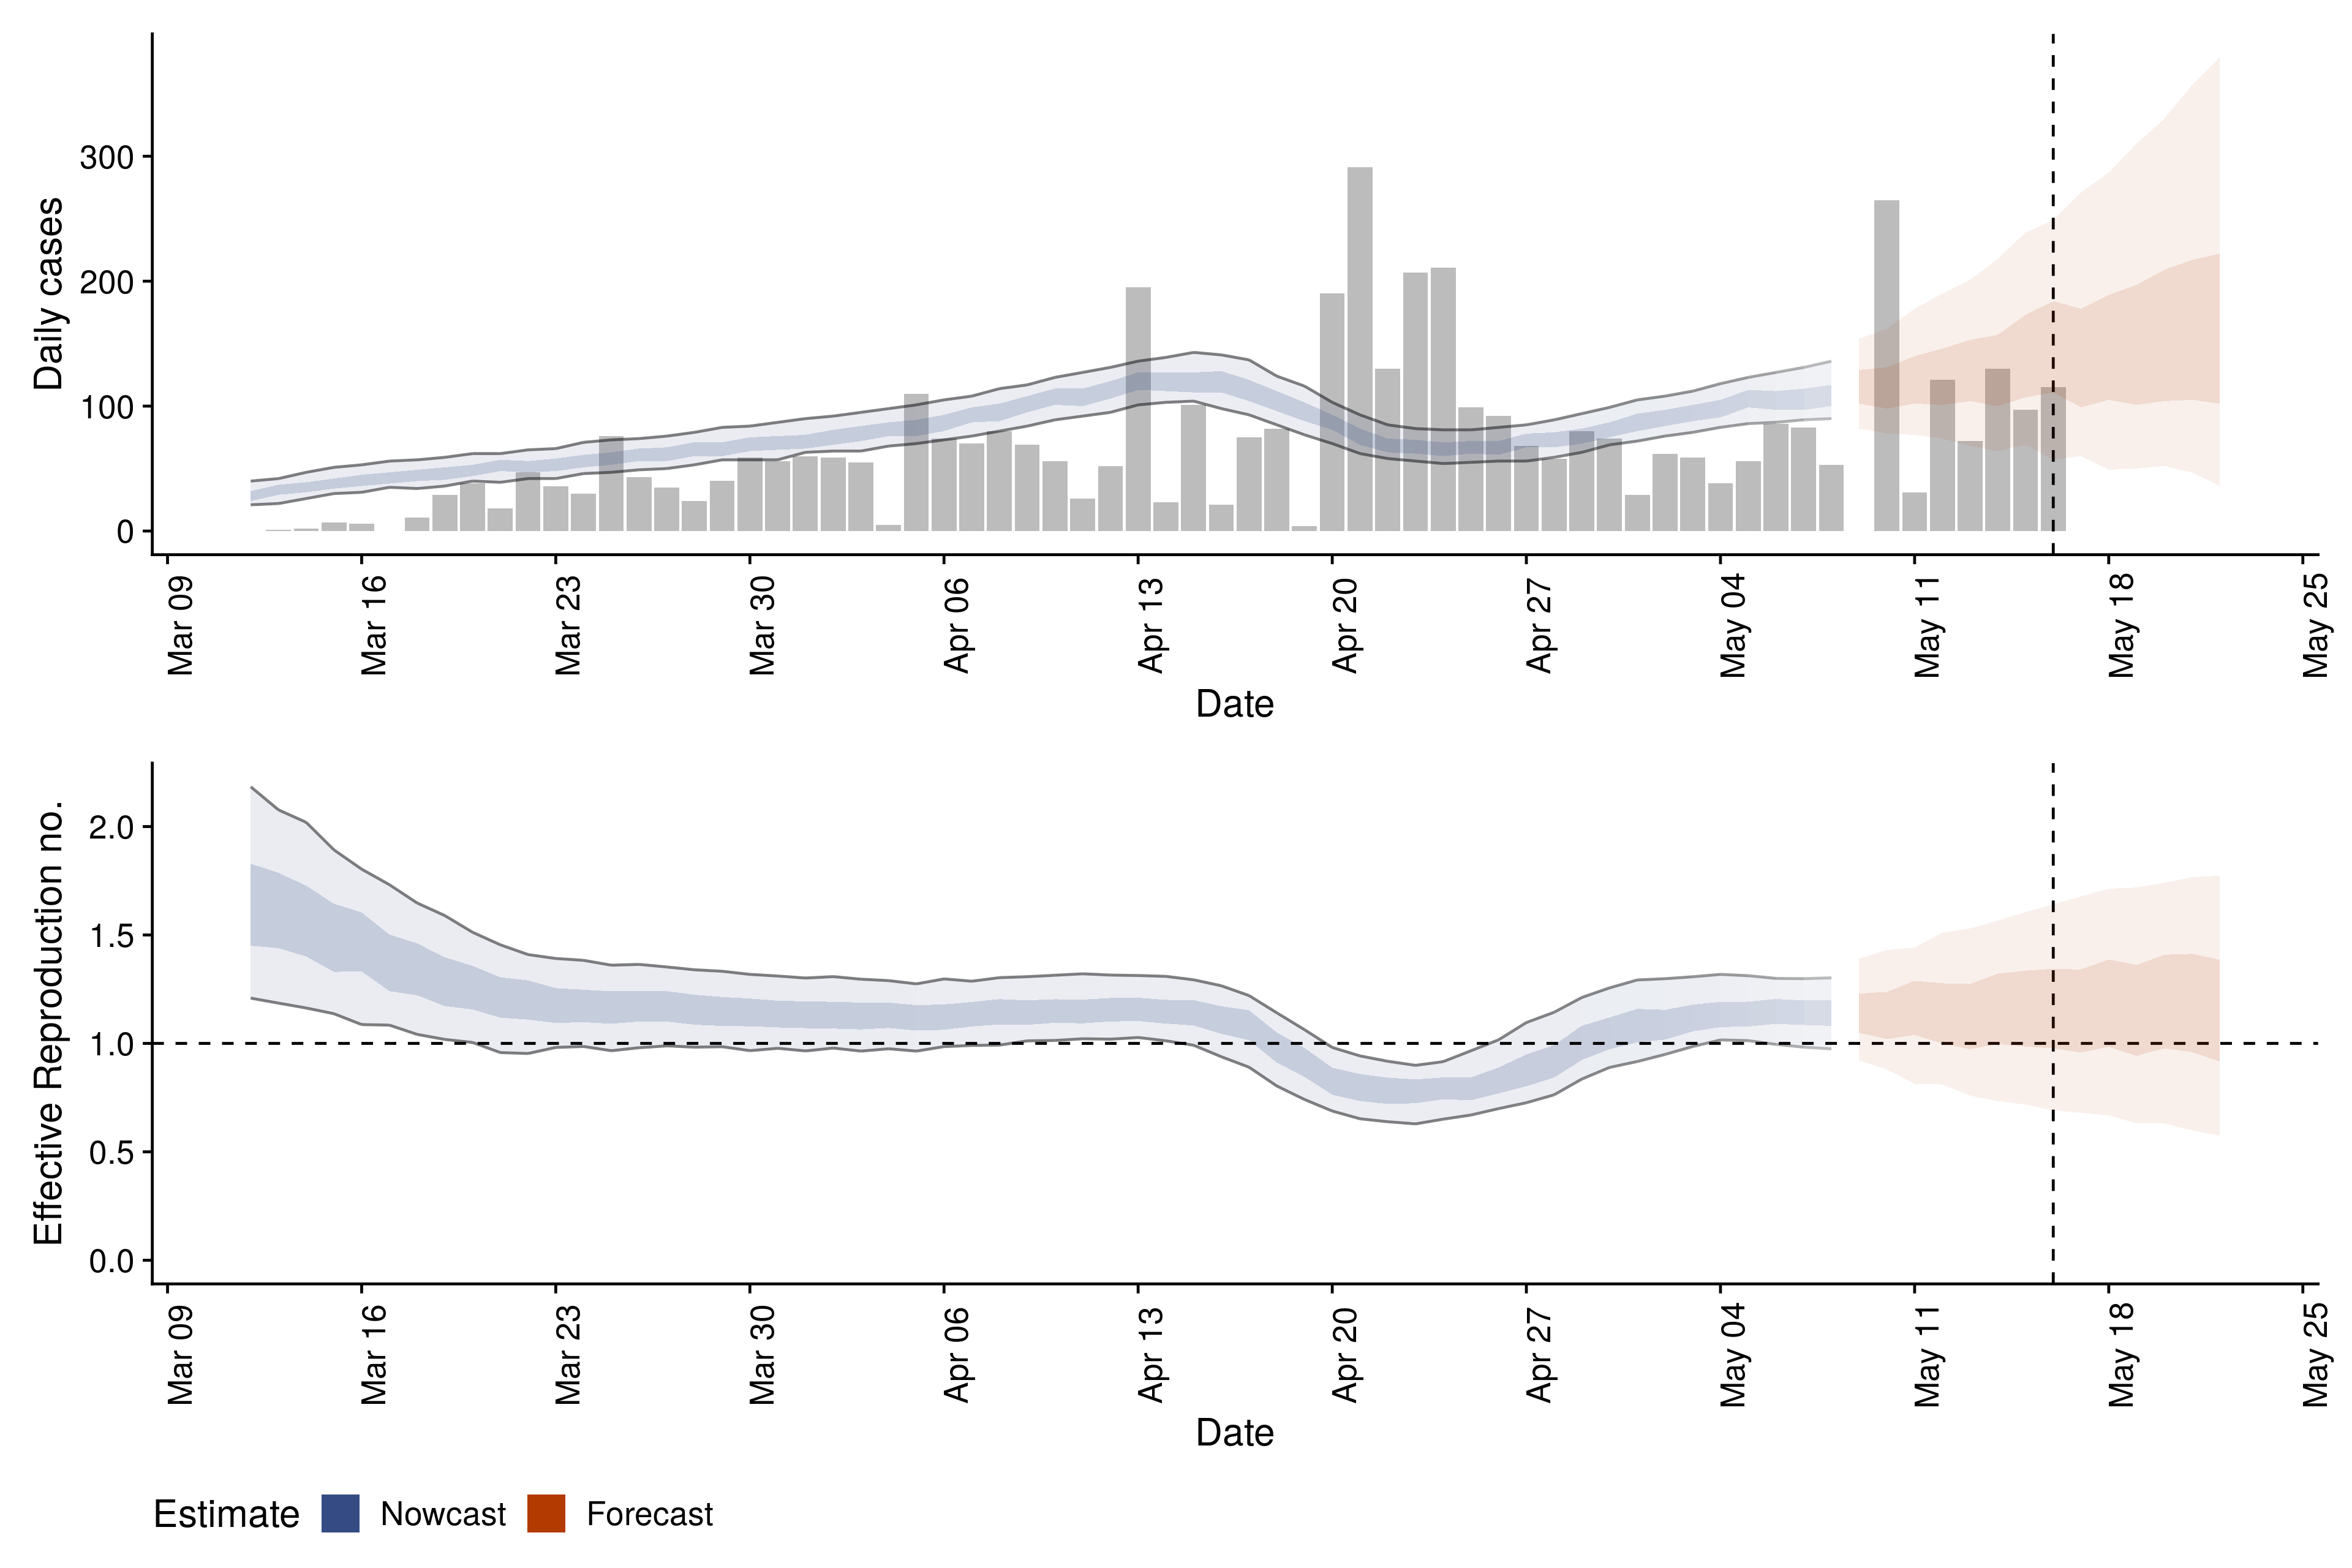 Daily cases
300
200
100
0
Mar 09
Mar 16
Mar 23
Mar 30
Apr 06
Apr 13
Apr 20
Apr 27
May 04
May 11
May 18
May 25
Date
Effective Reproduction no.
2.0
1.5
1.0
0.5
0.0
Mar 09
Mar 16
Mar 23
Mar 30
Apr 06
Apr 13
Apr 20
Apr 27
May 04
May 11
May 18
May 25
Date
Estimate Nowcast Forecast